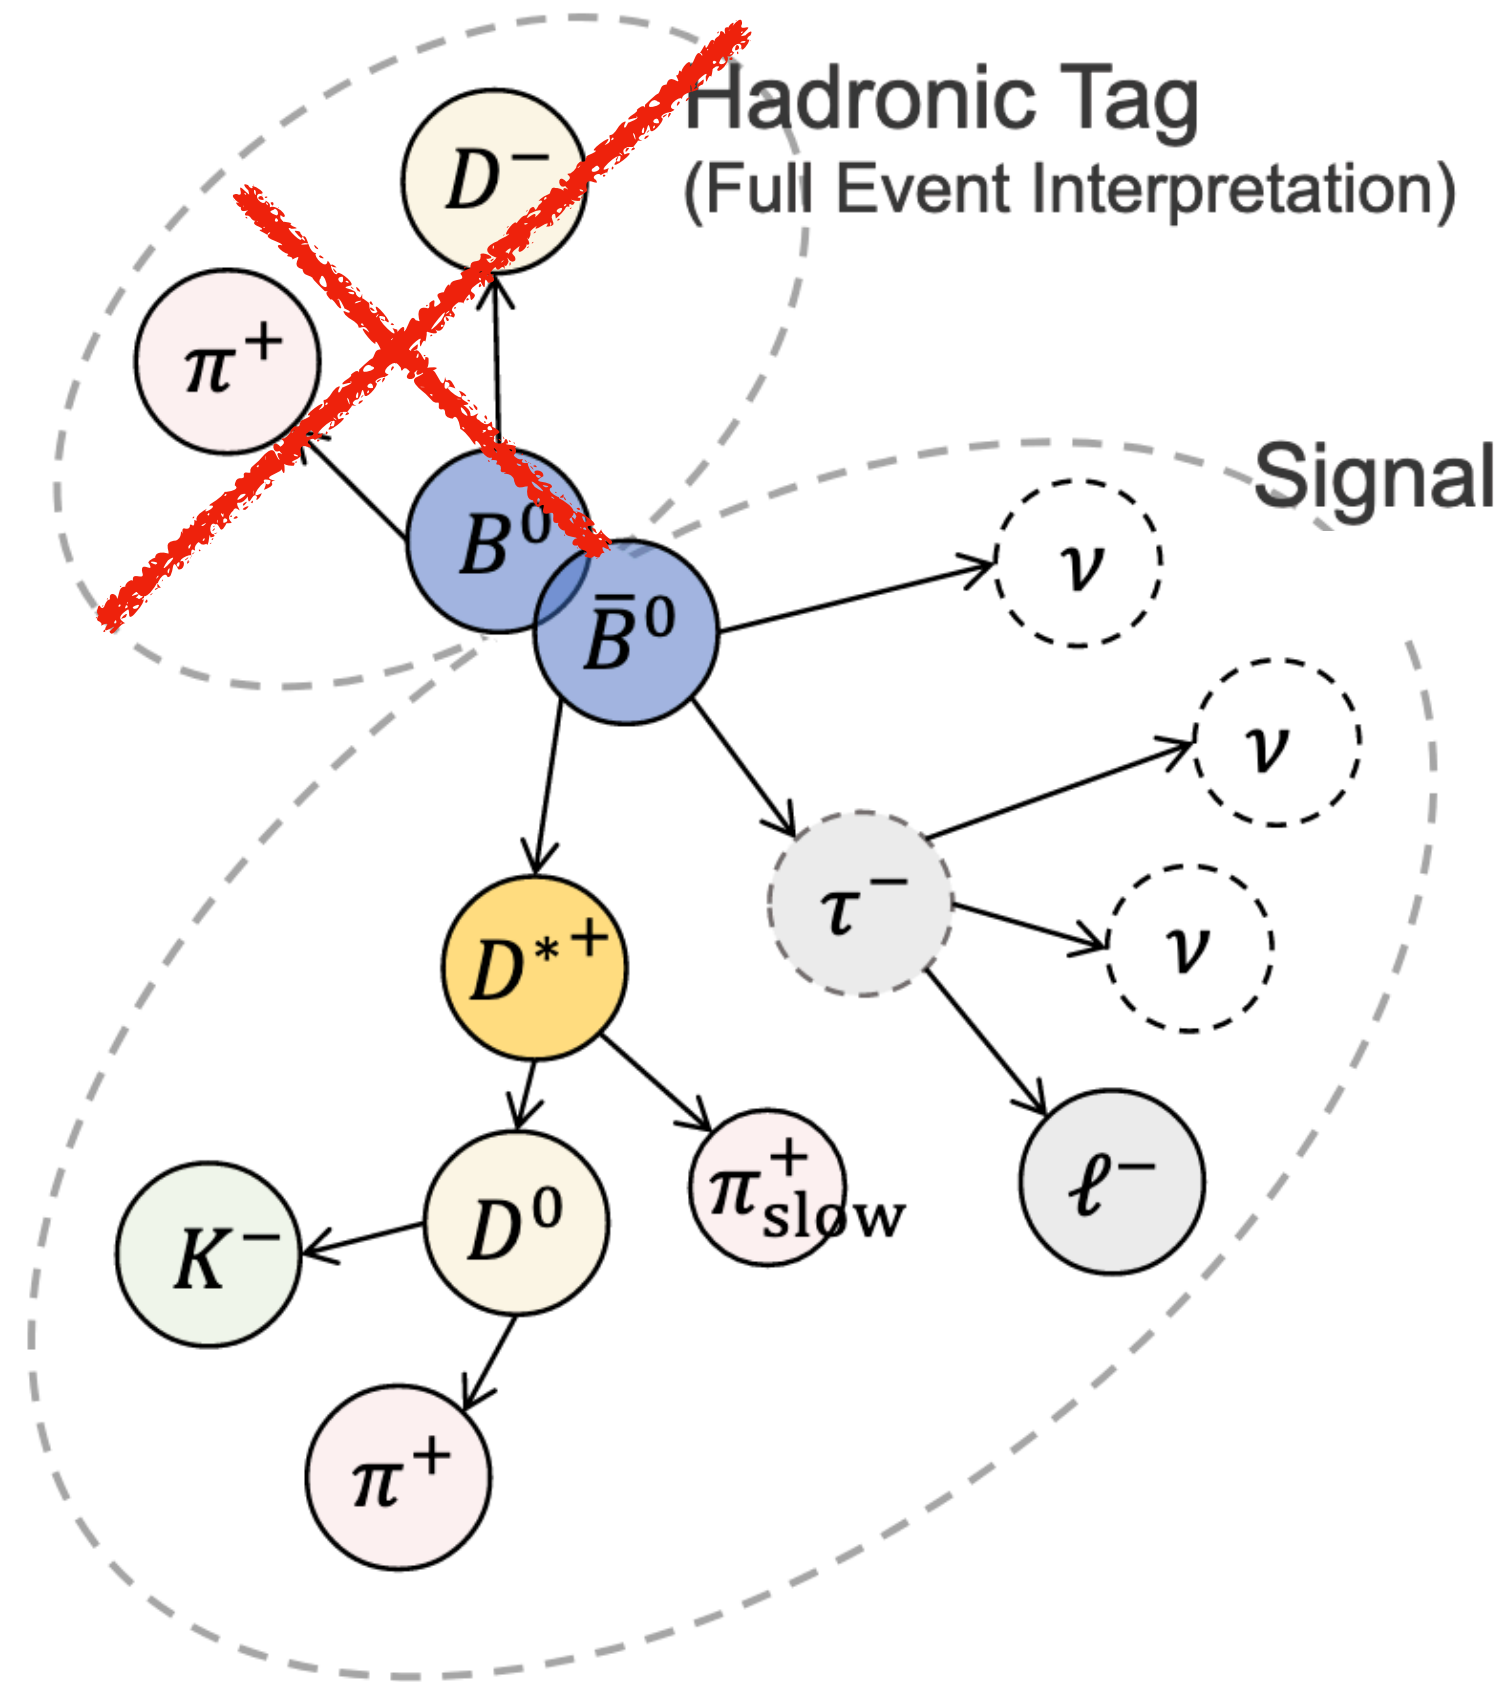 Hadronic Tag
(Full Event Interpretation)
D⁻
π⁺
B⁰
B̅⁰
Signal
ν
ν
τ⁻
ν
D*⁺
π⁺slow
ℓ⁻
D⁰
K⁻
π⁺